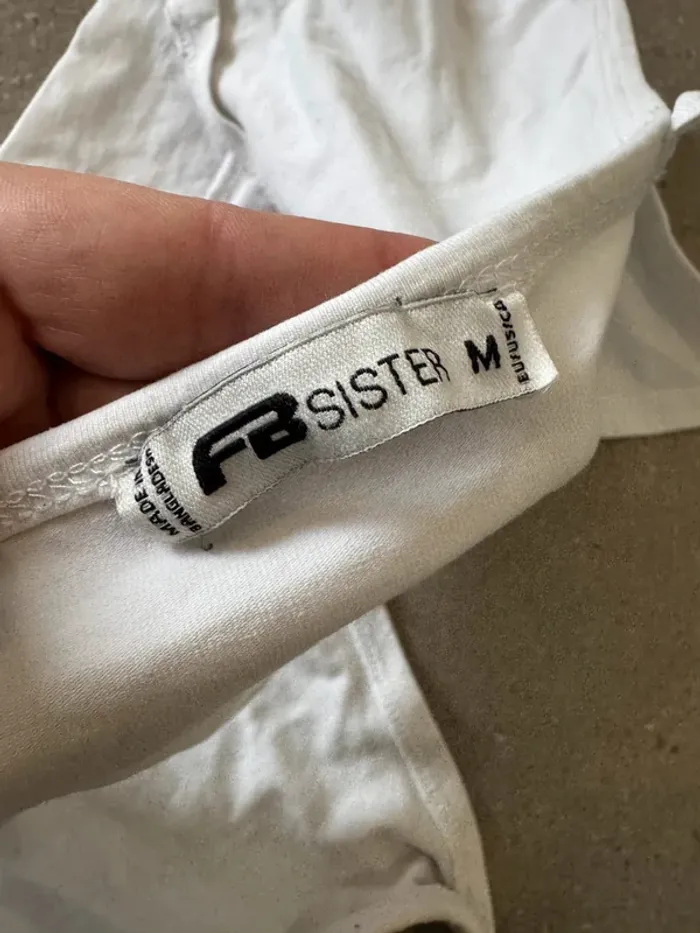 FB SISTER M
EU/US/CA
MADE IN
BANGLADESH